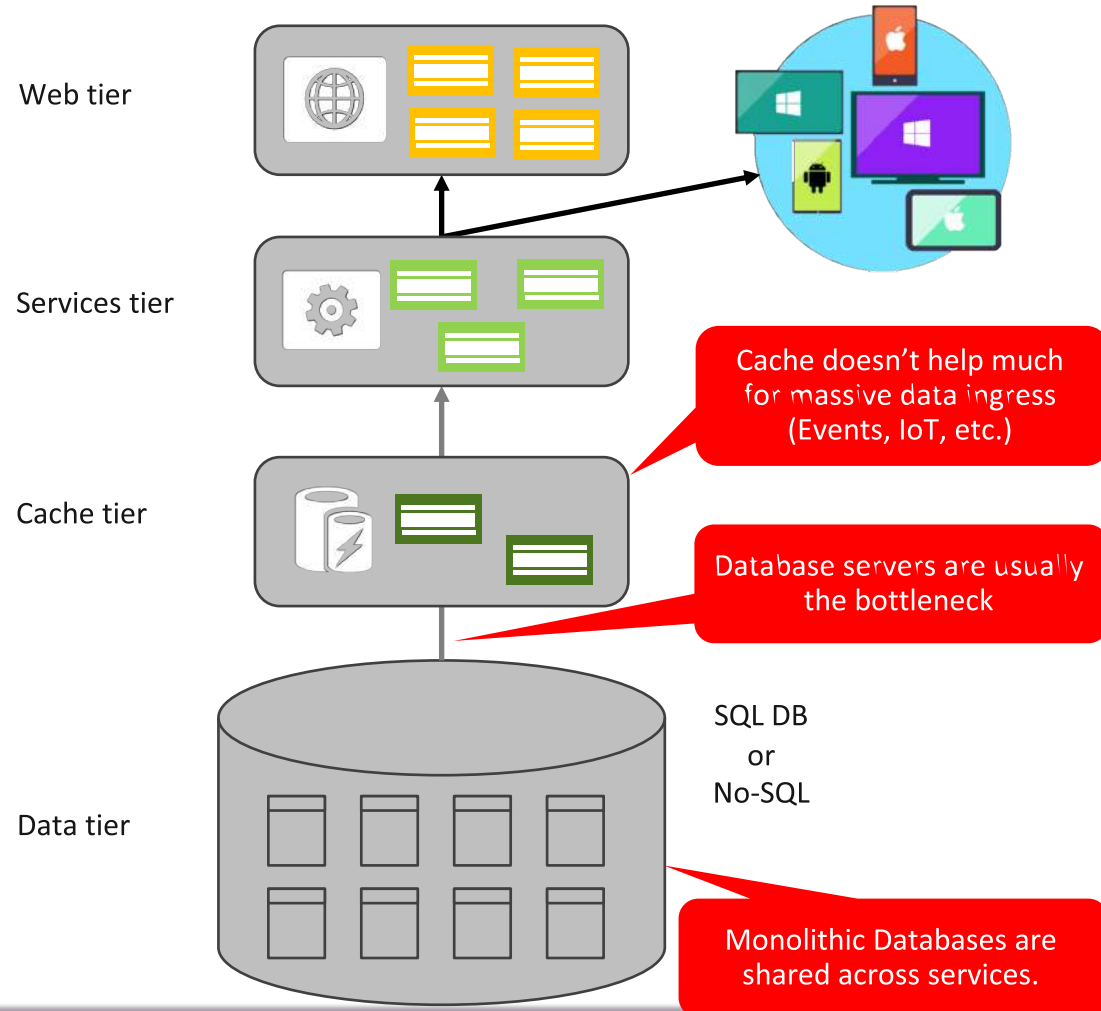 Web tier
Services tier
Cache doesn’t help much
for massive data ingress
(Events, IoT, etc.)
Cache tier
Database servers are usually
the bottleneck
SQL DB
or
No-SQL
Data tier
Monolithic Databases are
shared across services.